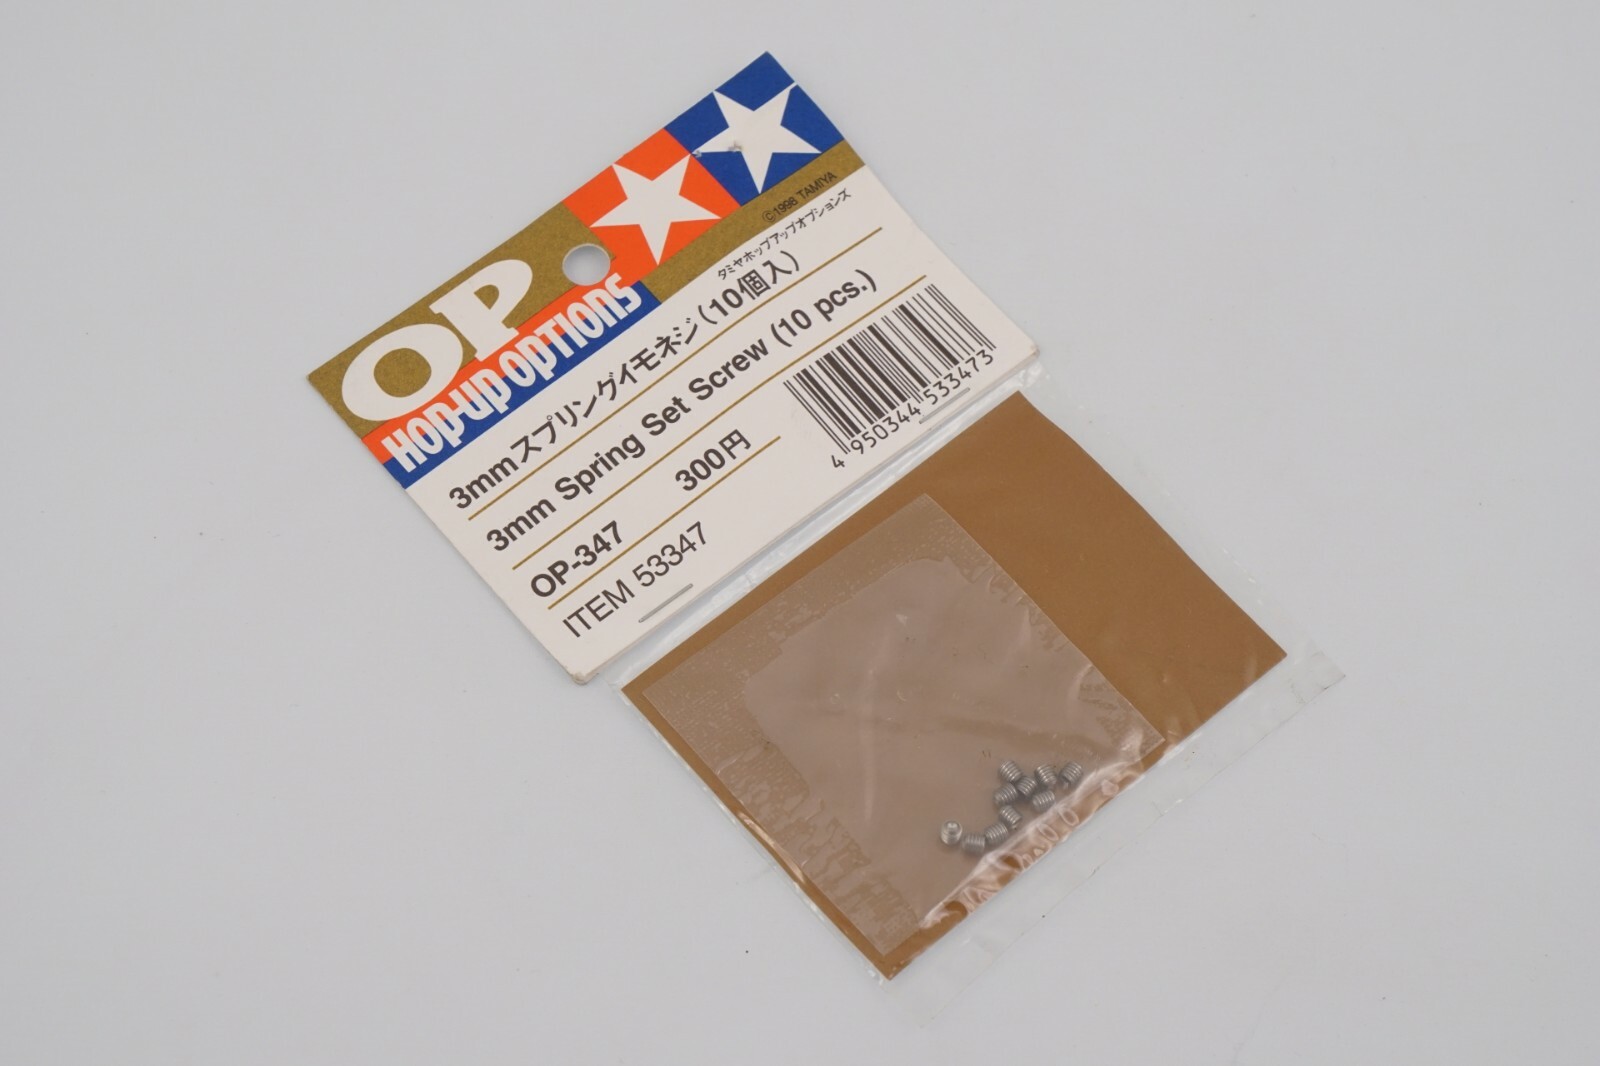 OP
HOP-UP OPTIONS
©1998 TAMIYA
タミヤホップアップオプションズ
3mmスプリングイモネジ(10個入)
3mm Spring Set Screw (10 pcs.)
OP-347 300円
ITEM 53347
4 950344 533473